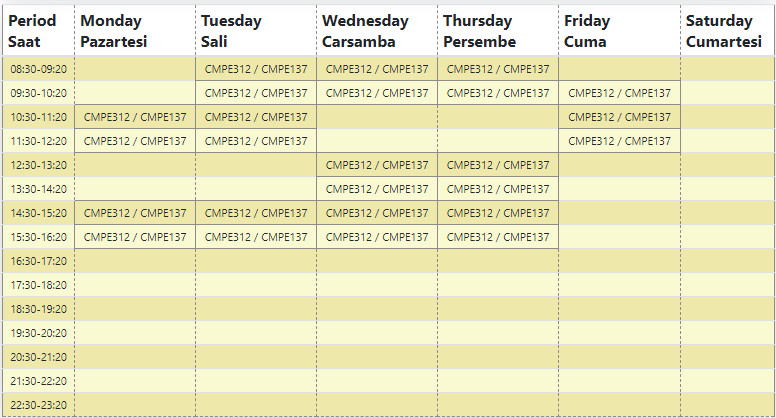 Period Monday Tuesday Wednesday Thursday Friday Saturday
Saat Pazartesi Sali Carsamba Persembe Cuma Cumartesi
08:30-09:20 CMPE312 / CMPE137 CMPE312 / CMPE137 CMPE312 / CMPE137
09:30-10:20 CMPE312 / CMPE137 CMPE312 / CMPE137 CMPE312 / CMPE137 CMPE312 / CMPE137
10:30-11:20 CMPE312 / CMPE137 CMPE312 / CMPE137 CMPE312 / CMPE137
11:30-12:20 CMPE312 / CMPE137 CMPE312 / CMPE137 CMPE312 / CMPE137
12:30-13:20 CMPE312 / CMPE137 CMPE312 / CMPE137
13:30-14:20 CMPE312 / CMPE137 CMPE312 / CMPE137
14:30-15:20 CMPE312 / CMPE137 CMPE312 / CMPE137 CMPE312 / CMPE137 CMPE312 / CMPE137
15:30-16:20 CMPE312 / CMPE137 CMPE312 / CMPE137 CMPE312 / CMPE137 CMPE312 / CMPE137
16:30-17:20
17:30-18:20
18:30-19:20
19:30-20:20
20:30-21:20
21:30-22:20
22:30-23:20